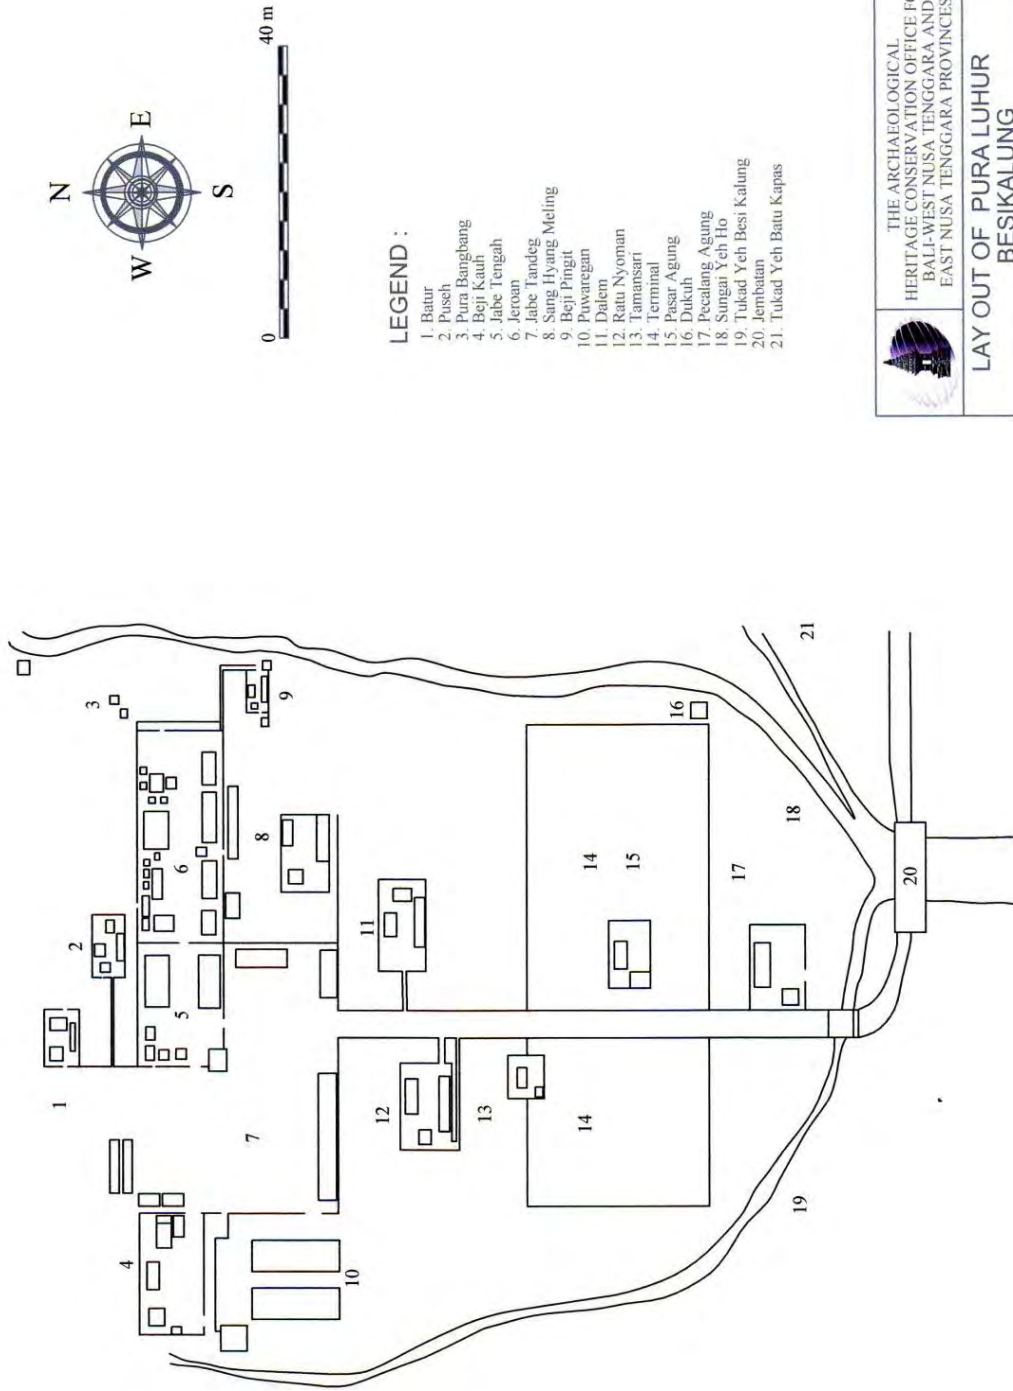 N
W
E
S
0
40 m
LEGEND :
1. Batur
2. Puseh
3. Pura Bangbang
4. Beji Kauh
5. Jabe Tengah
6. Jeroan
7. Jabe Tandeg
8. Sang Hyang Meling
9. Beji Pingit
10. Puwaregan
11. Dalem
12. Ratu Nyoman
13. Tamansari
14. Terminal
15. Pasar Agung
16. Dukuh
17. Pecalang Agung
18. Sungai Yeh Ho
19. Tukad Yeh Besi Kalung
20. Jembatan
21. Tukad Yeh Batu Kapas
THE ARCHAEOLOGICAL
HERITAGE CONSERVATION OFFICE
BALI-WEST NUSA TENGGARA AND
EAST NUSA TENGGARA PROVINCES
LAY OUT OF PURA LUHUR
BESIKALUNG
1
2
3
4
5
6
7
8
9
10
11
12
13
14
14
15
16
17
18
19
20
21